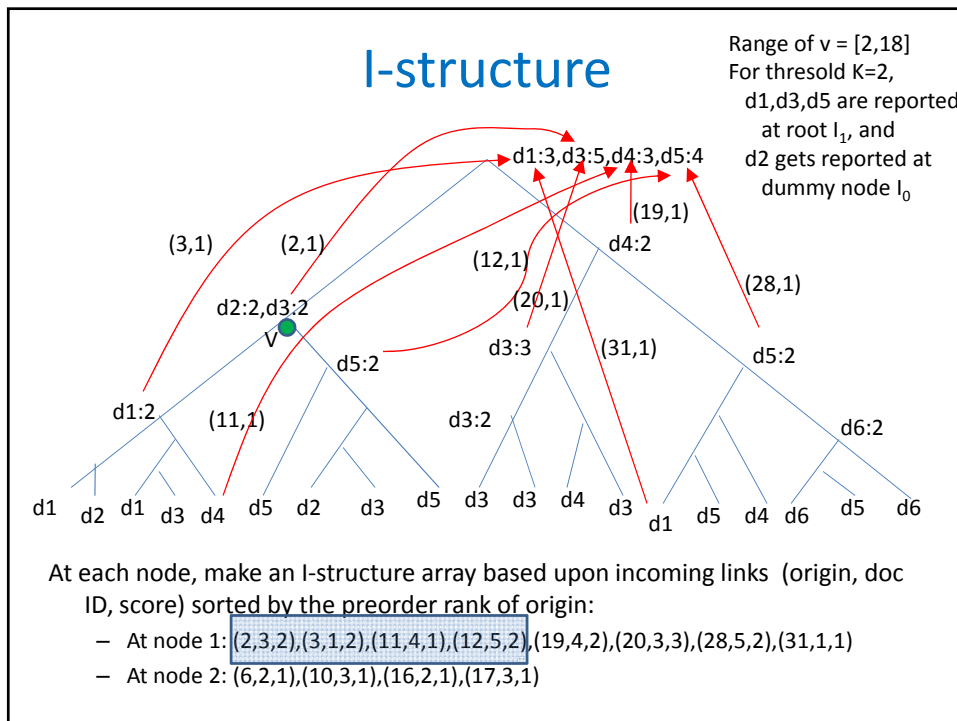 I-structure
Range of v = [2,18]
For thresold K=2,
d1,d3,d5 are reported
at root I1, and
d2 gets reported at
dummy node I0
d1:3,d3:5,d4:3,d5:4
(3,1)
(2,1)
(12,1)
(19,1)
d4:2
(20,1)
(28,1)
d2:2,d3:2
V
d5:2
d3:3
(31,1)
d5:2
d1:2
(11,1)
d3:2
d6:2
d1 d2 d1 d3 d4 d5 d2 d3 d5 d3 d3 d4 d3 d1 d5 d4 d6 d5 d6
At each node, make an I-structure array based upon incoming links (origin, doc
ID, score) sorted by the preorder rank of origin:
– At node 1: (2,3,2),(3,1,2),(11,4,1),(12,5,2),(19,4,2),(20,3,3),(28,5,2),(31,1,1)
– At node 2: (6,2,1),(10,3,1),(16,2,1),(17,3,1)